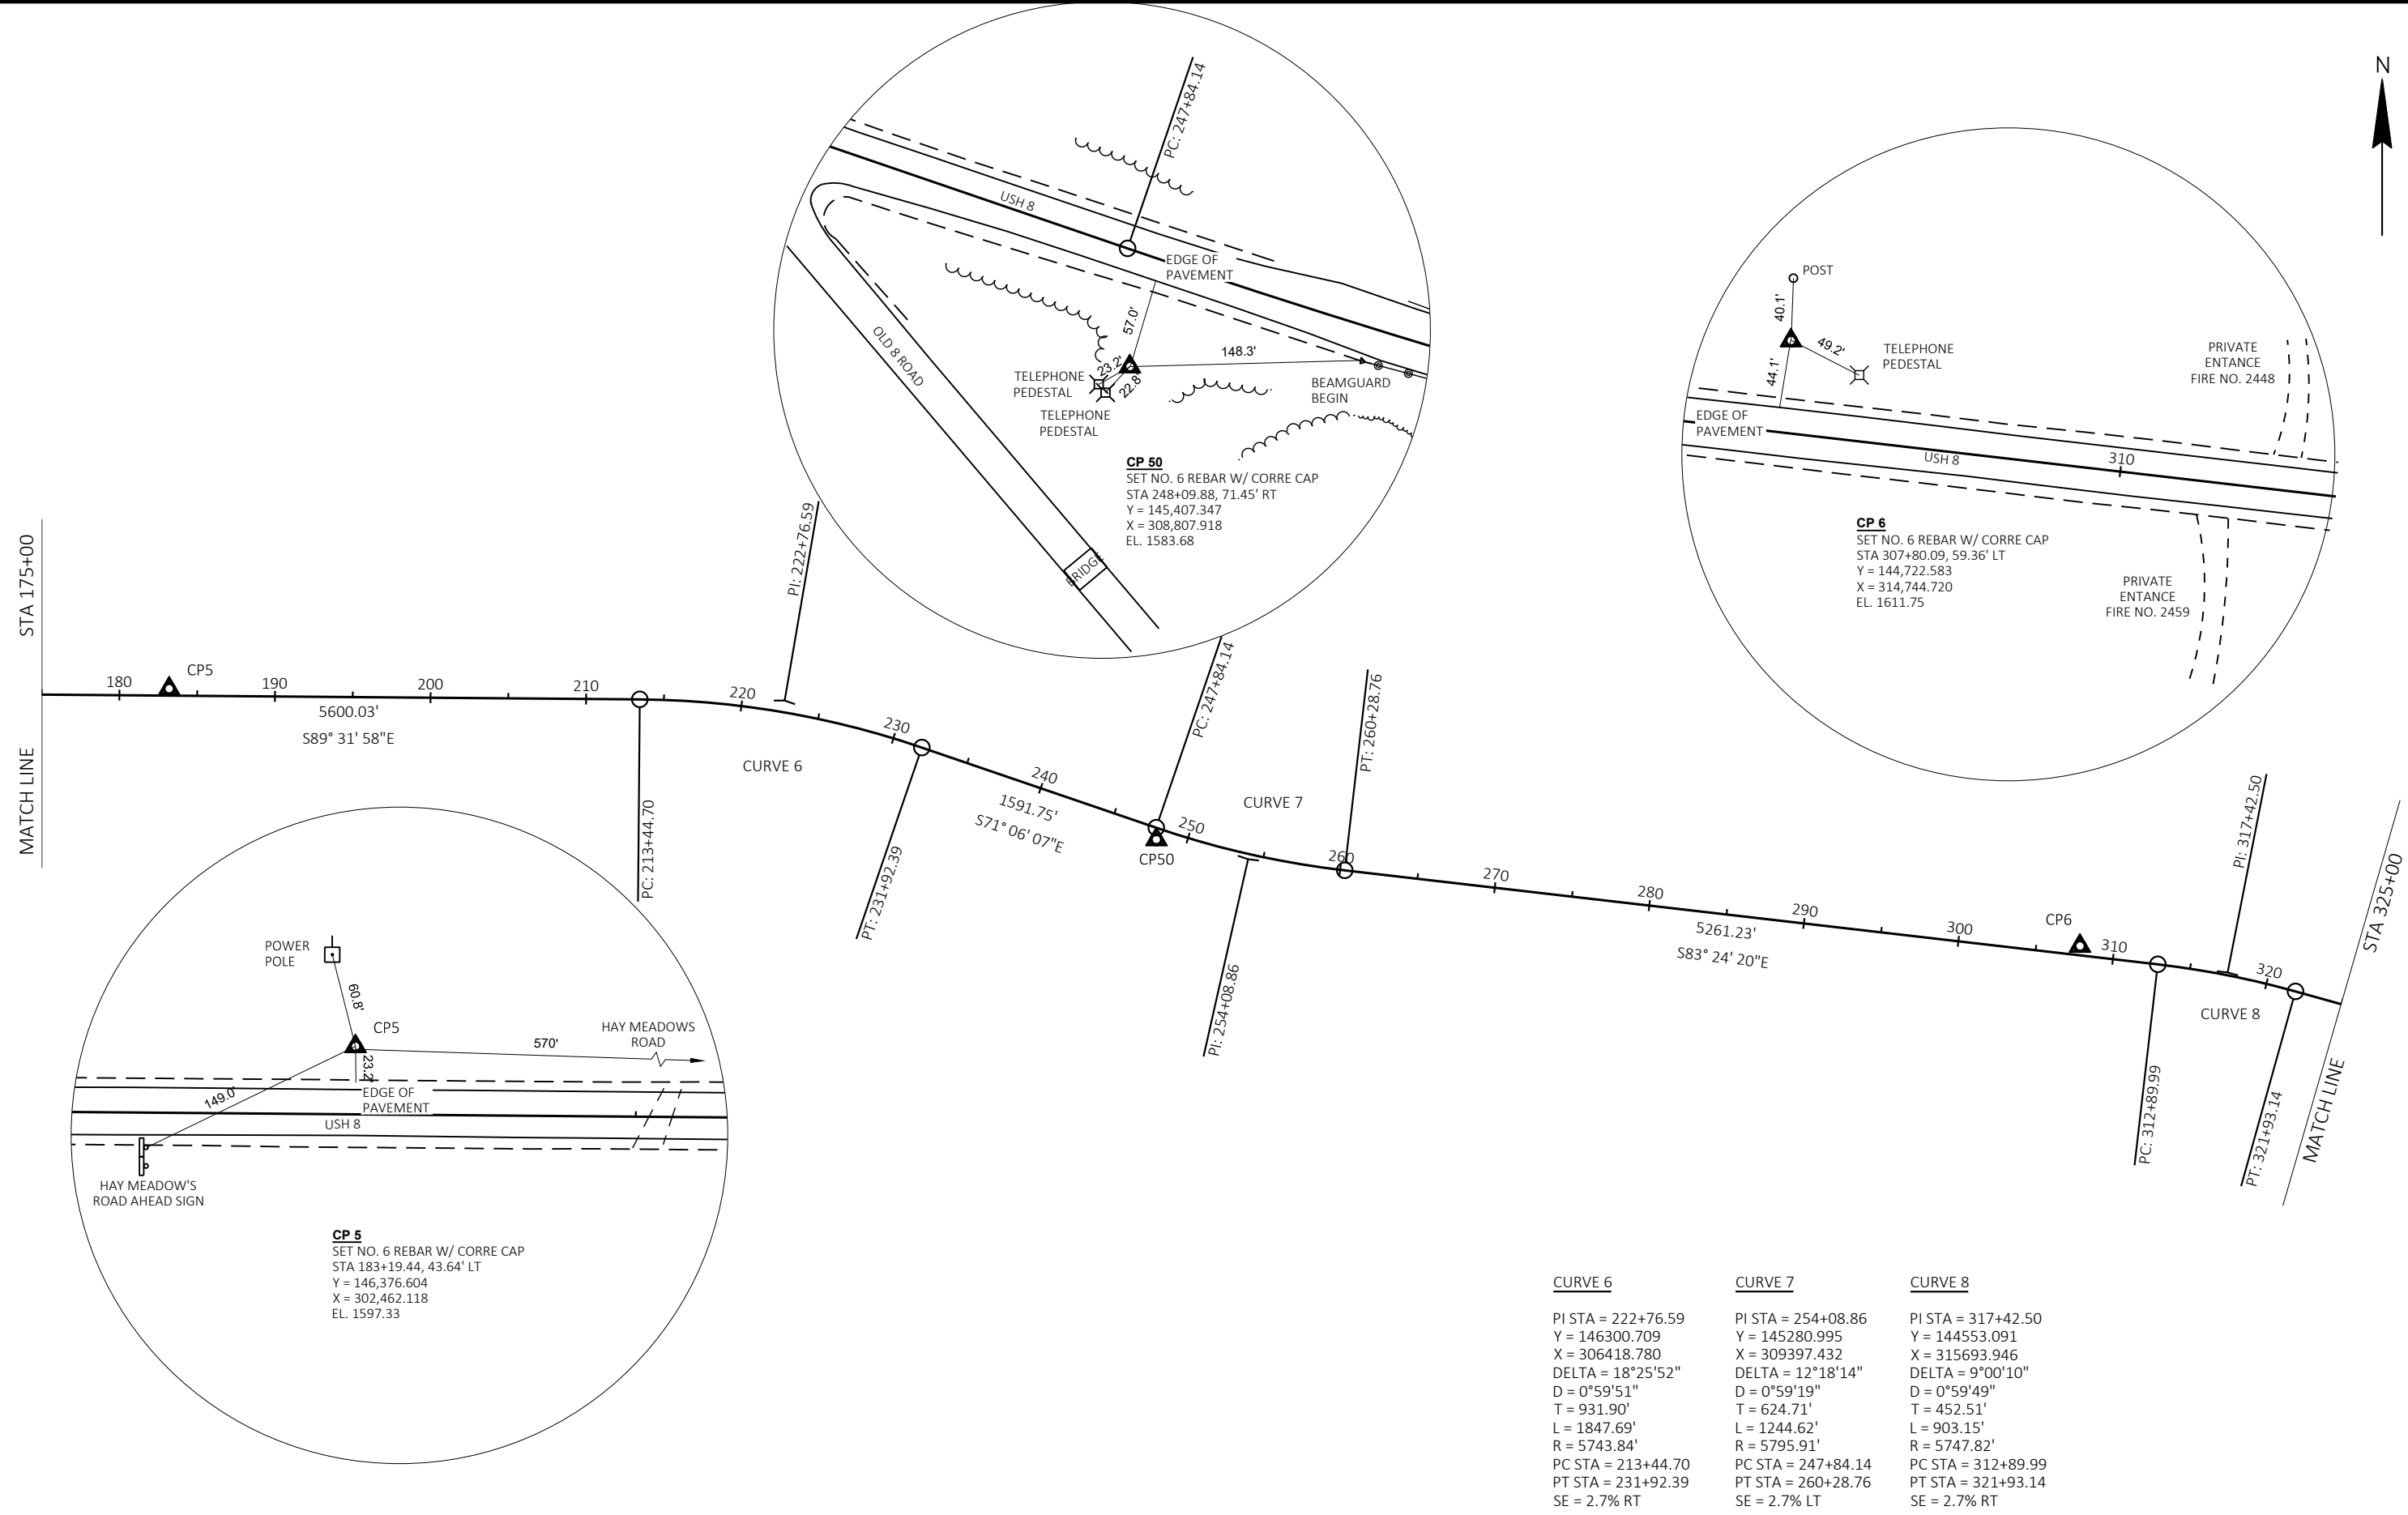 N
PC: 247+84.14
USH 8
EDGE OF
PAVEMENT
OLD 8 ROAD
57.0'
148.3'
23.2'
22.8'
TELEPHONE
PEDESTAL
TELEPHONE
PEDESTAL
BEAMGUARD
BEGIN
CP 50
SET NO. 6 REBAR W/ CORRE CAP
STA 248+09.88, 71.45' RT
Y = 145,407.347
X = 308,807.918
EL. 1583.68
BRIDGE
POST
40.1'
49.2'
44.1'
TELEPHONE
PEDESTAL
PRIVATE
ENTANCE
FIRE NO. 2448
EDGE OF
PAVEMENT
USH 8
310
CP 6
SET NO. 6 REBAR W/ CORRE CAP
STA 307+80.09, 59.36' LT
Y = 144,722.583
X = 314,744.720
EL. 1611.75
PRIVATE
ENTANCE
FIRE NO. 2459
STA 175+00
MATCH LINE
180
CP5
190
200
210
5600.03'
S89° 31' 58"E
PC: 213+44.70
220
PI: 222+76.59
CURVE 6
230
PT: 231+92.39
240
1591.75'
S71° 06' 07"E
PC: 247+84.14
250
CP50
CURVE 7
PI: 254+08.86
260
PT: 260+28.76
270
280
290
5261.23'
S83° 24' 20"E
300
CP6
310
PC: 312+89.99
PI: 317+42.50
320
CURVE 8
PT: 321+93.14
STA 325+00
MATCH LINE
POWER
POLE
60.8'
CP5
570'
HAY MEADOWS
ROAD
23.2'
149.0'
EDGE OF
PAVEMENT
USH 8
HAY MEADOW'S
ROAD AHEAD SIGN
CP 5
SET NO. 6 REBAR W/ CORRE CAP
STA 183+19.44, 43.64' LT
Y = 146,376.604
X = 302,462.118
EL. 1597.33
CURVE 6
PI STA = 222+76.59
Y = 146300.709
X = 306418.780
DELTA = 18°25'52"
D = 0°59'51"
T = 931.90'
L = 1847.69'
R = 5743.84'
PC STA = 213+44.70
PT STA = 231+92.39
SE = 2.7% RT
CURVE 7
PI STA = 254+08.86
Y = 145280.995
X = 309397.432
DELTA = 12°18'14"
D = 0°59'19"
T = 624.71'
L = 1244.62'
R = 5795.91'
PC STA = 247+84.14
PT STA = 260+28.76
SE = 2.7% LT
CURVE 8
PI STA = 317+42.50
Y = 144553.091
X = 315693.946
DELTA = 9°00'10"
D = 0°59'49"
T = 452.51'
L = 903.15'
R = 5747.82'
PC STA = 312+89.99
PT STA = 321+93.14
SE = 2.7% RT